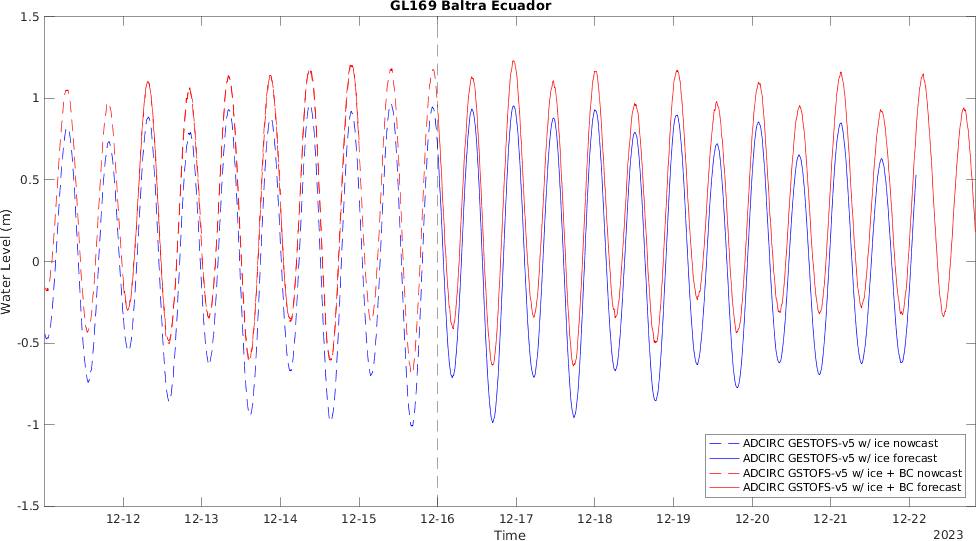 GL169 Baltra Ecuador
1.5
1
0.5
0
-0.5
-1
-1.5
Water Level (m)
ADCIRC GESTOFS-v5 w/ ice nowcast
ADCIRC GESTOFS-v5 w/ ice forecast
ADCIRC GSTOFS-v5 w/ ice + BC nowcast
ADCIRC GSTOFS-v5 w/ ice + BC forecast
12-12 12-13 12-14 12-15 12-16 12-17 12-18 12-19 12-20 12-21 12-22
Time
2023